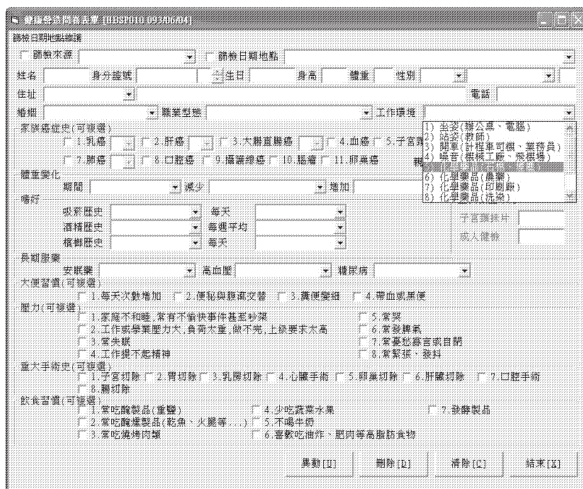 健康營造問卷表單 [HBSP010 093/06/04]
篩檢日期地點維護
篩檢來源 篩檢日期地點
姓名 身分證號 生日 身高 體重 性別
住址 電話
婚姻 職業型態 工作環境
1) 坐姿(辦公桌、電腦)
2) 站姿(教師)
3) 開車(計程車司機、業務員)
4) 噪音(機械工廠、飛機場)
6) 化學藥品(農藥)
7) 化學藥品(印刷廠)
8) 化學藥品(洗染)
家族癌症史(可複選)
1.乳癌 2.肝癌 3.大腸直腸癌 4.血癌 5.子宮頸
7.肺癌 8.口腔癌 9.攝護線癌 10.腦瘤 11.卵巢癌
體重變化
期間 減少 增加
嗜好
吸菸歷史 每天
酒精歷史 每週平均
檳榔歷史 每天
子宮頸抹片
成人健檢
長期服藥
安眠藥 高血壓 糖尿病
大便習慣(可複選)
1.每天次數增加 2.便秘與腹瀉交替 3.糞便變細 4.帶血或黑便
壓力(可複選)
1.家庭不和睦,常有不愉快事件甚至吵架 5.常哭
2.工作或學業壓力大,負荷太重,做不完,上級要求太高 6.常發脾氣
3.常失眠 7.常憂愁寡言或自閉
4.工作提不起精神 8.常緊張、發抖
重大手術史(可複選)
1.子宮切除 2.胃切除 3.乳房切除 4.心臟手術 5.卵巢切除 6.肝臟切除 7.口腔手術
8.腸切除
飲食習慣(可複選)
1.常吃醃製品(重鹽) 4.少吃蔬菜水果 7.發酵製品
2.常吃醃燻製品(乾魚、火腿等...) 5.不喝牛奶
3.常吃燒烤肉類 6.喜歡吃油炸、肥肉等高脂肪食物
異動[U] 刪除[D] 清除[C] 結束[X]